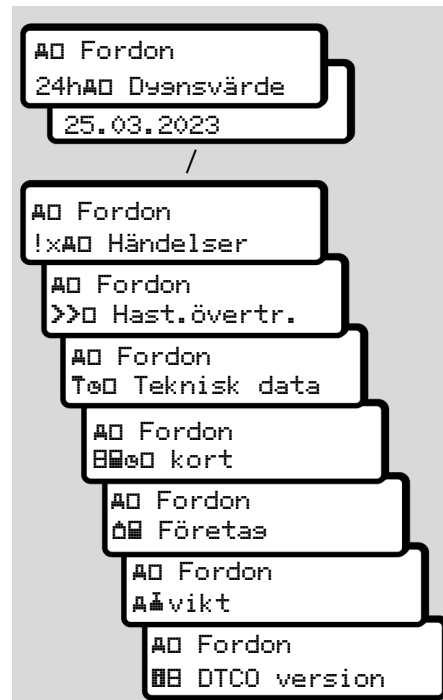 Fordon
24h Dygnsvärde
25.03.2023
/
Fordon
!x Händelser
Fordon
>> Hast.övertr.
Fordon
Teknisk data
Fordon
kort
Fordon
Företag
Fordon
vikt
Fordon
DTCO version